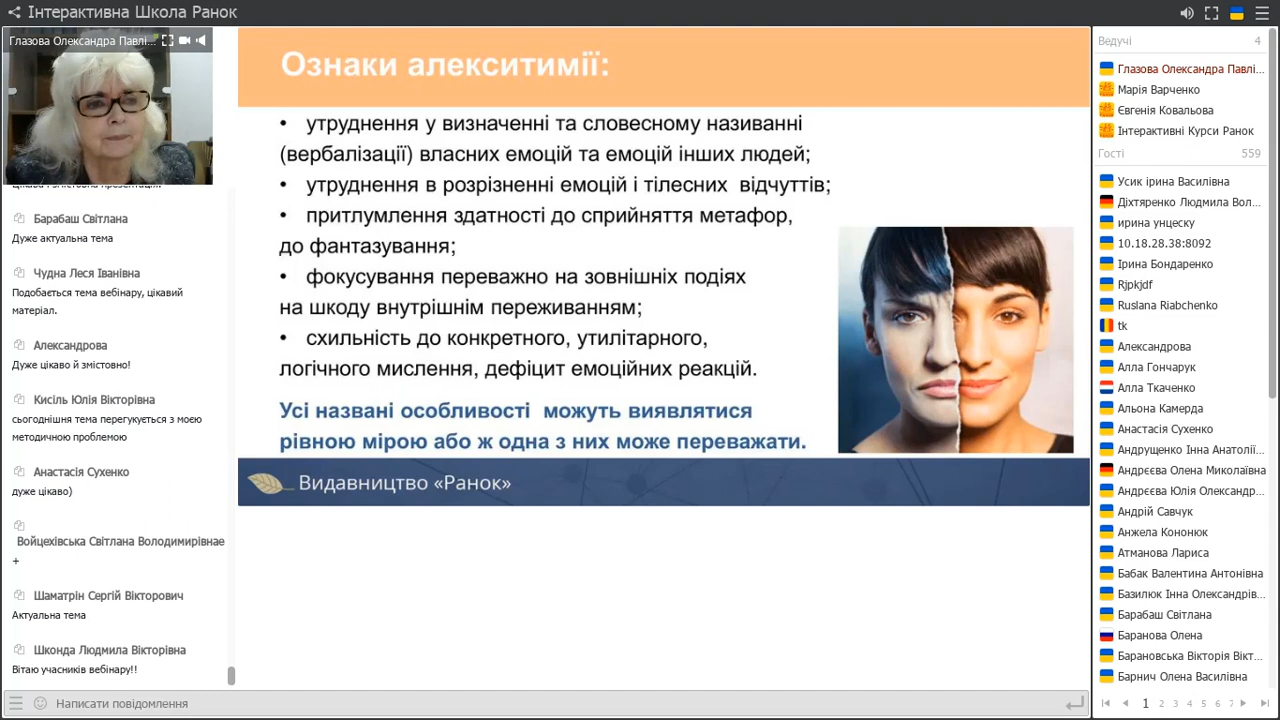 Інтерактивна Школа Ранок
Глазова Олександра Павлі...
Барабаш Світлана
Дуже актуальна тема
Чудна Леся Іванівна
Подобається тема вебінару, цікавий
матеріал.
Александрова
Дуже цікаво й змістовно!
Кисіль Юлія Вікторівна
сьогоднішня тема перегукується з моєю
методичною проблемою
Анастасія Сухенко
дуже цікаво)
Войцехівська Світлана Володимирівнае
+
Шаматрін Сергій Вікторович
Актуальна тема
Шконда Людмила Вікторівна
Вітаю учасників вебінару!!
Написати повідомлення
Ознаки алекситимії:
• утруднення у визначенні та словесному називанні
(вербалізації) власних емоцій та емоцій інших людей;
• утруднення в розрізненні емоцій і тілесних відчуттів;
• притлумлення здатності до сприйняття метафор,
до фантазування;
• фокусування переважно на зовнішніх подіях
на шкоду внутрішнім переживанням;
• схильність до конкретного, утилітарного,
логічного мислення, дефіцит емоційних реакцій.
Усі названі особливості можуть виявлятися
рівною мірою або ж одна з них може переважати.
Видавництво «Ранок»
Ведучі 4
Глазова Олександра Павлі...
Марія Варченко
Євгенія Ковальова
Інтерактивні Курси Ранок
Гості 559
Усик ірина Василівна
Діхтяренко Людмила Вол...
ирина унцеску
10.18.28.38:8092
Ірина Бондаренко
Rjpkjdf
Ruslana Riabchenko
tk
Александрова
Алла Гончарук
Алла Ткаченко
Альона Камерда
Анастасія Сухенко
Андрущенко Інна Анатолії...
Андрєєва Олена Миколаївна
Андрєєва Юлія Олександр...
Андрій Савчук
Анжела Кононюк
Атманова Лариса
Бабак Валентина Антонівна
Базилюк Інна Олександрів...
Барабаш Світлана
Баранова Олена
Барановська Вікторія Вікт...
Барнич Олена Василівна
1 2 3 4 5 6 7